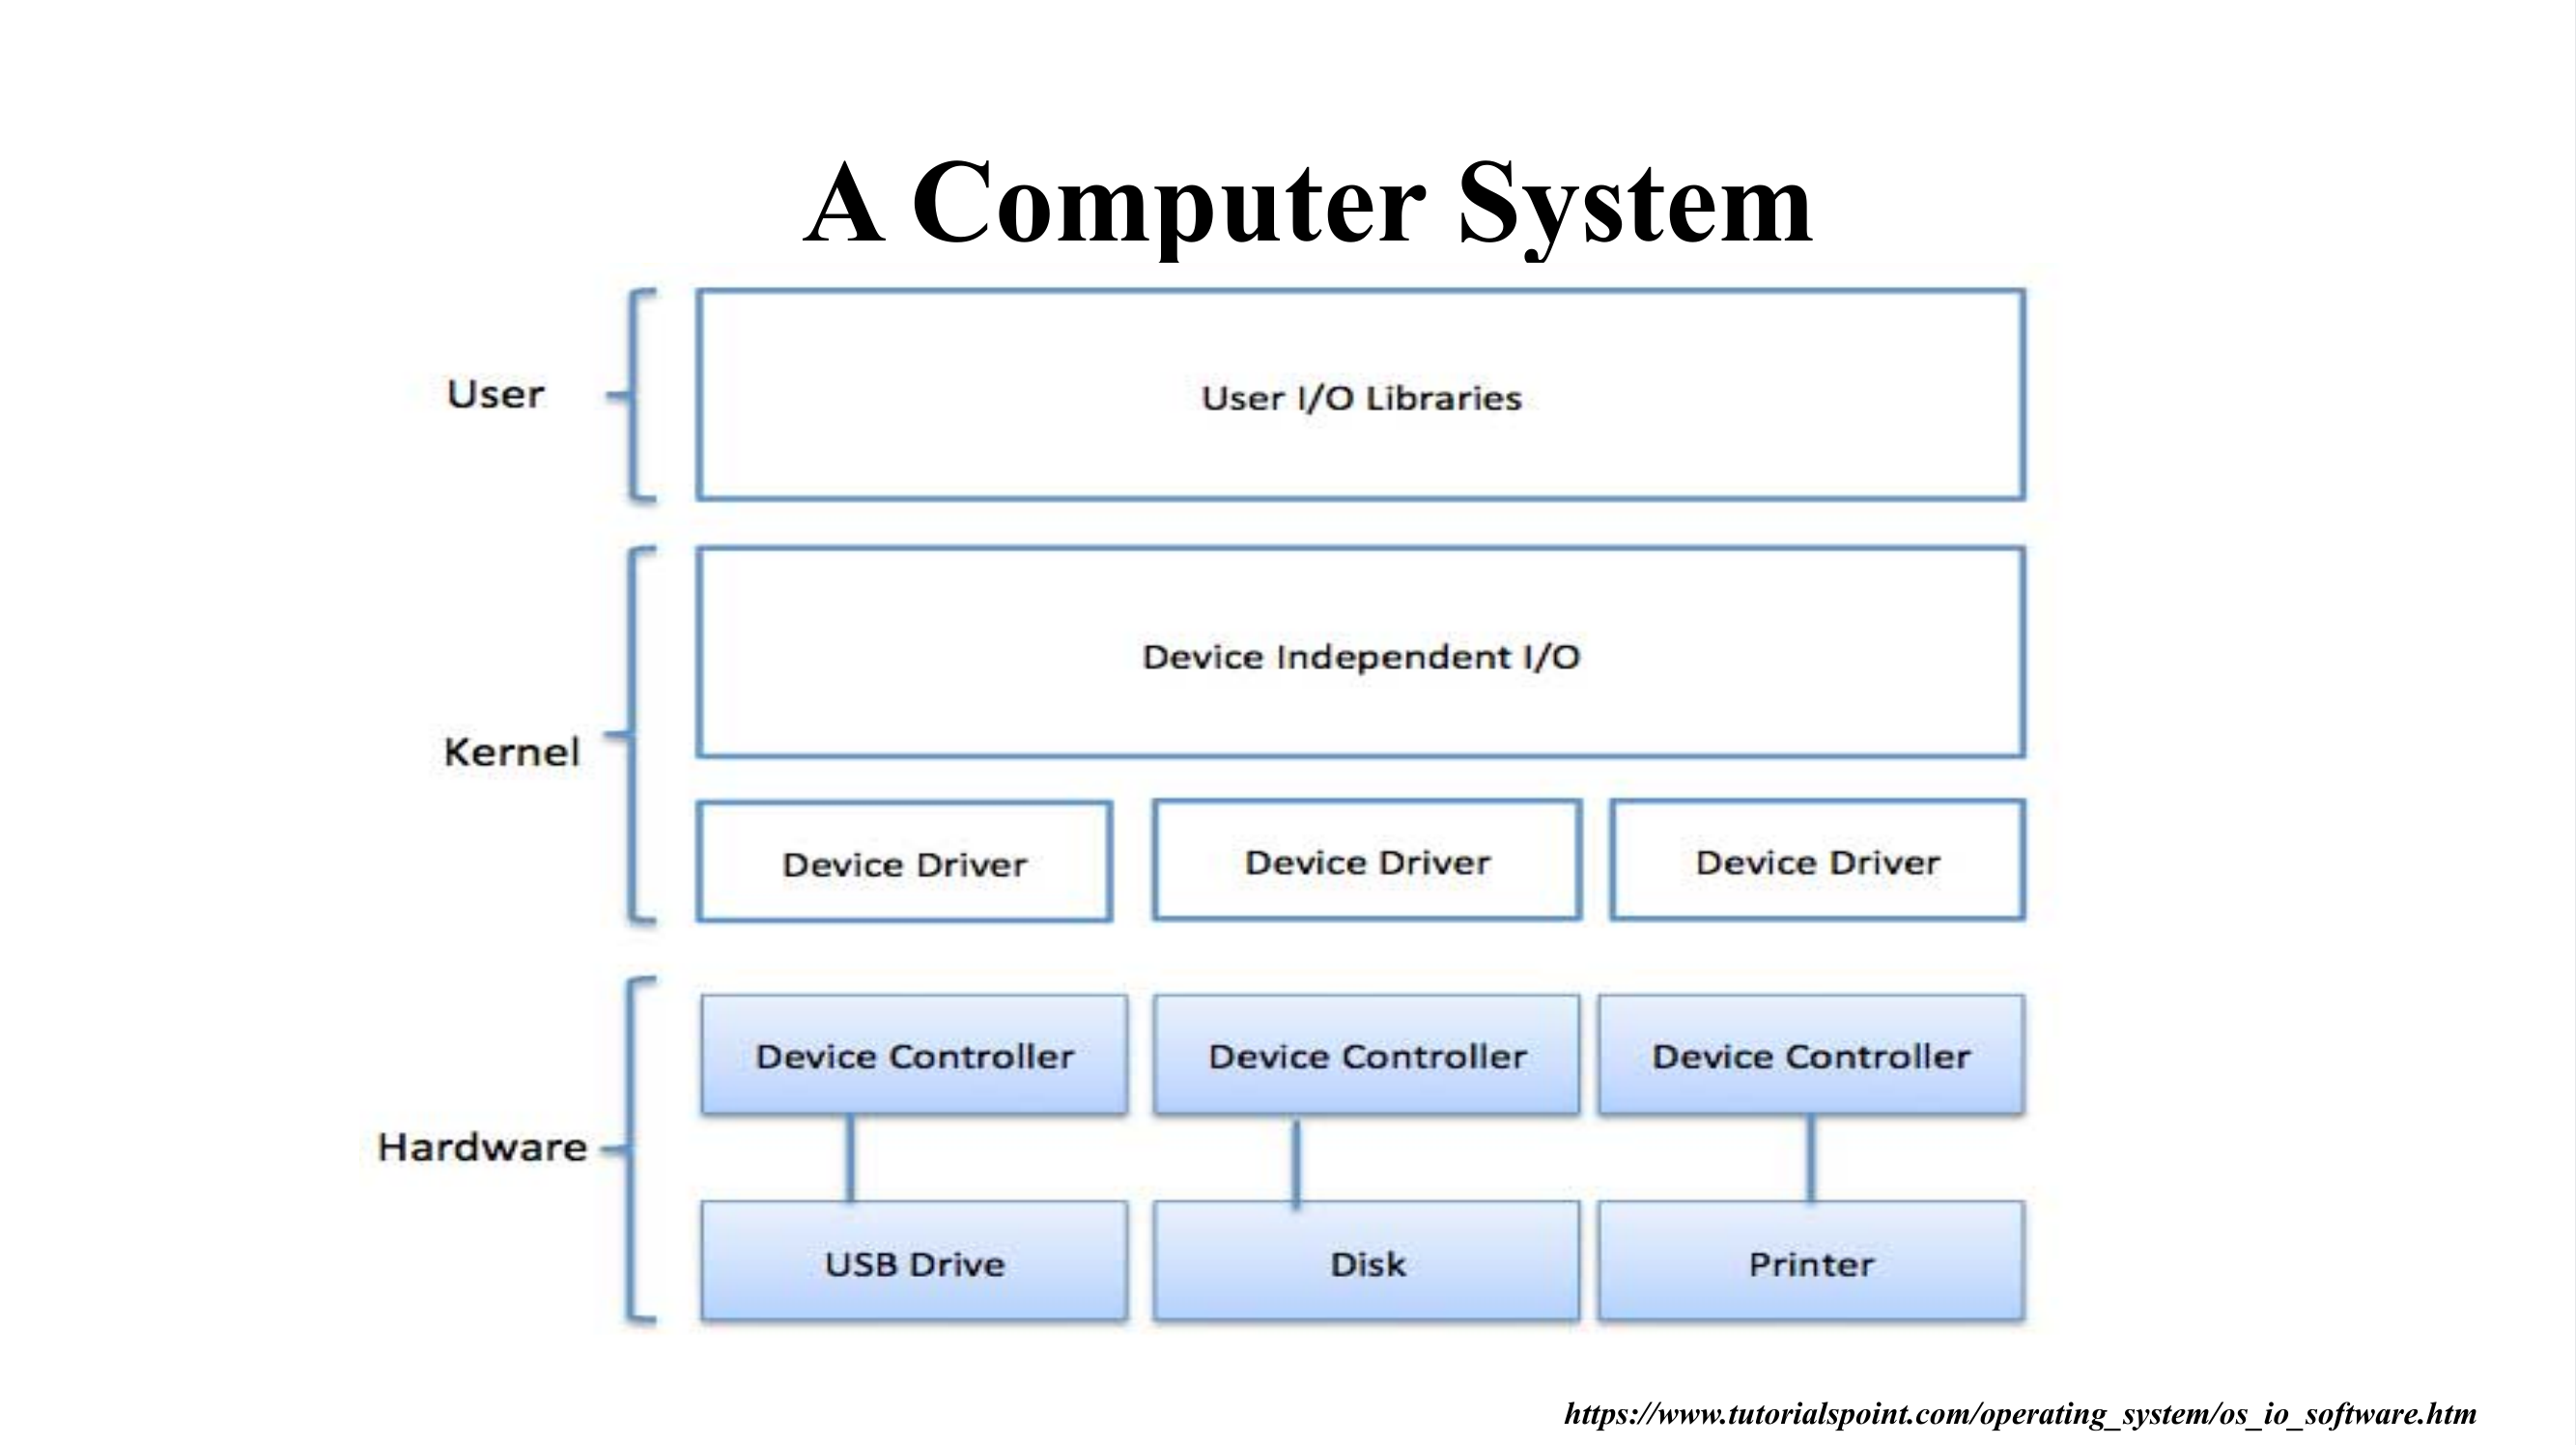 A Computer System
User
User I/O Libraries
Device Independent I/O
Kernel
Device Driver
Device Driver
Device Driver
Device Controller
Device Controller
Device Controller
Hardware
USB Drive
Disk
Printer
https://www.tutorialspoint.com/operating_system/os_io_software.htm